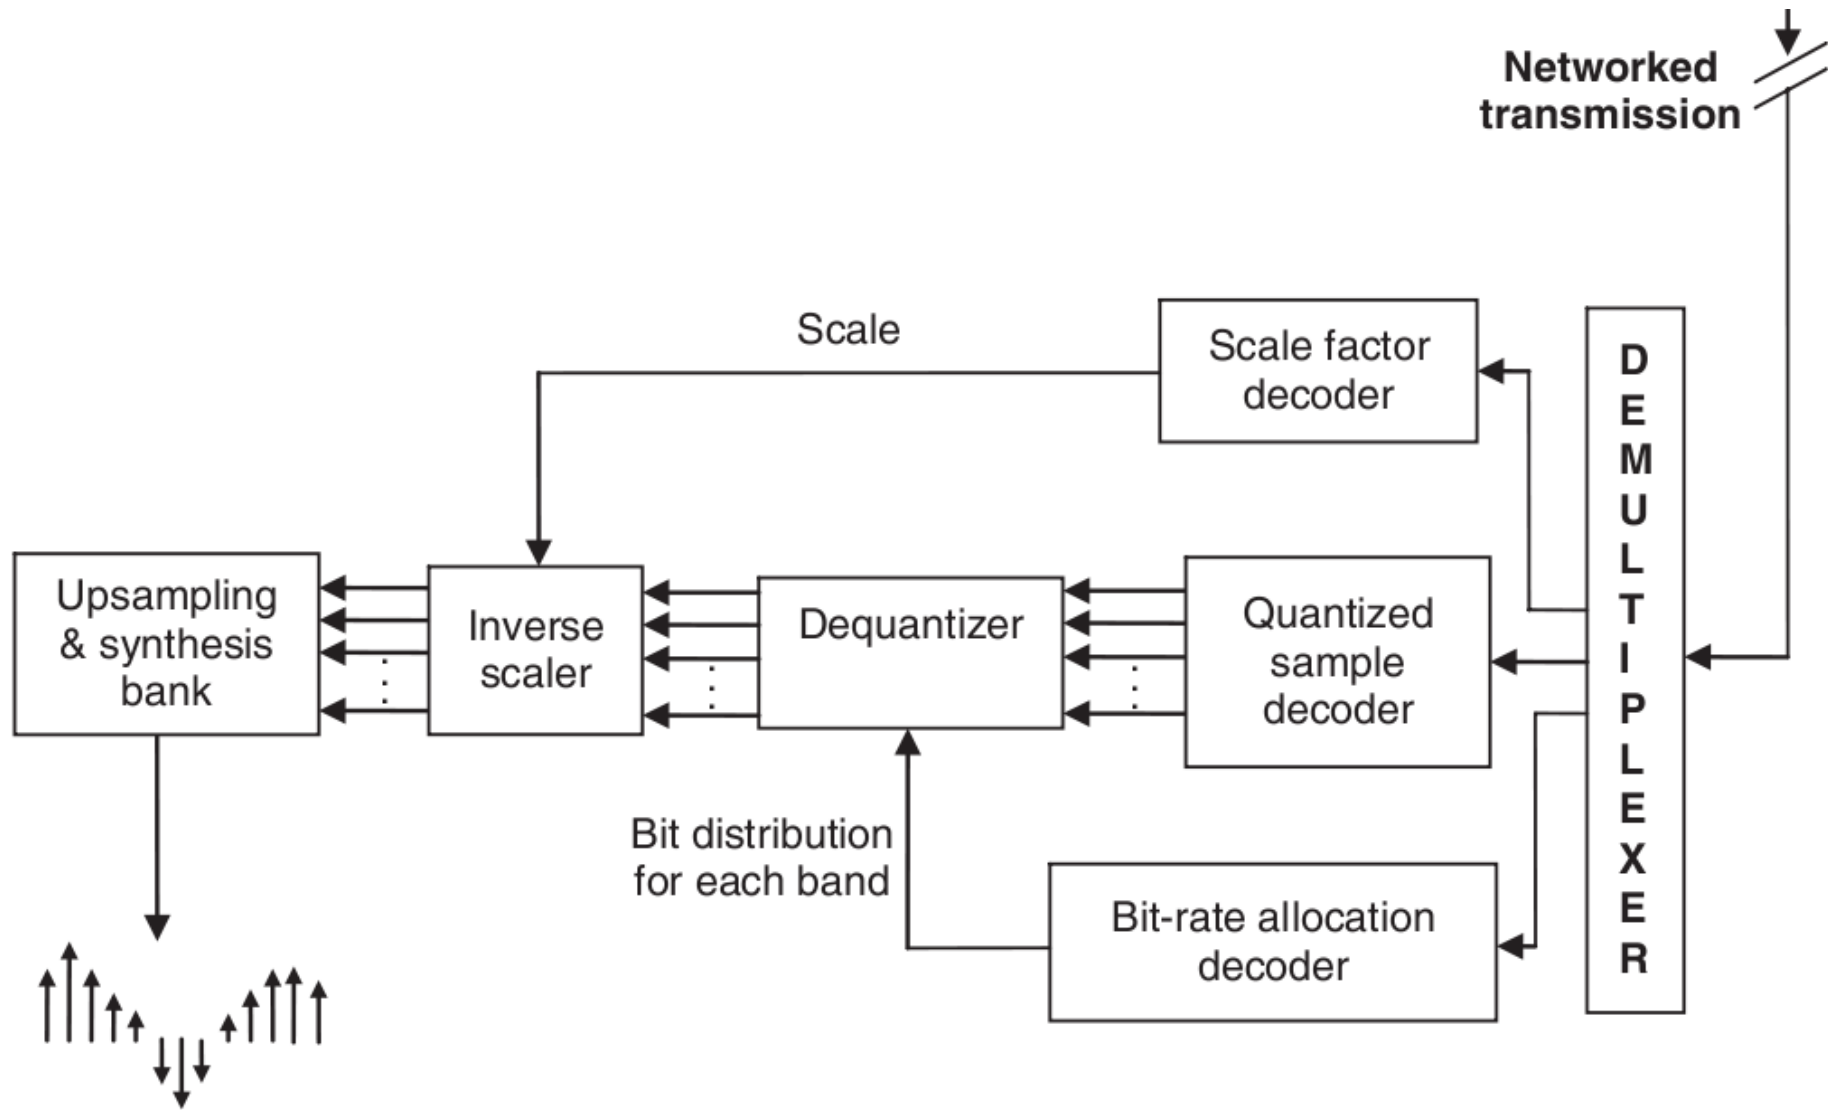 Networked
transmission
Scale
Scale factor
decoder
DEMULTIPLEXER
Upsampling
& synthesis
bank
Inverse
scaler
Dequantizer
Quantized
sample
decoder
Bit distribution
for each band
Bit-rate allocation
decoder